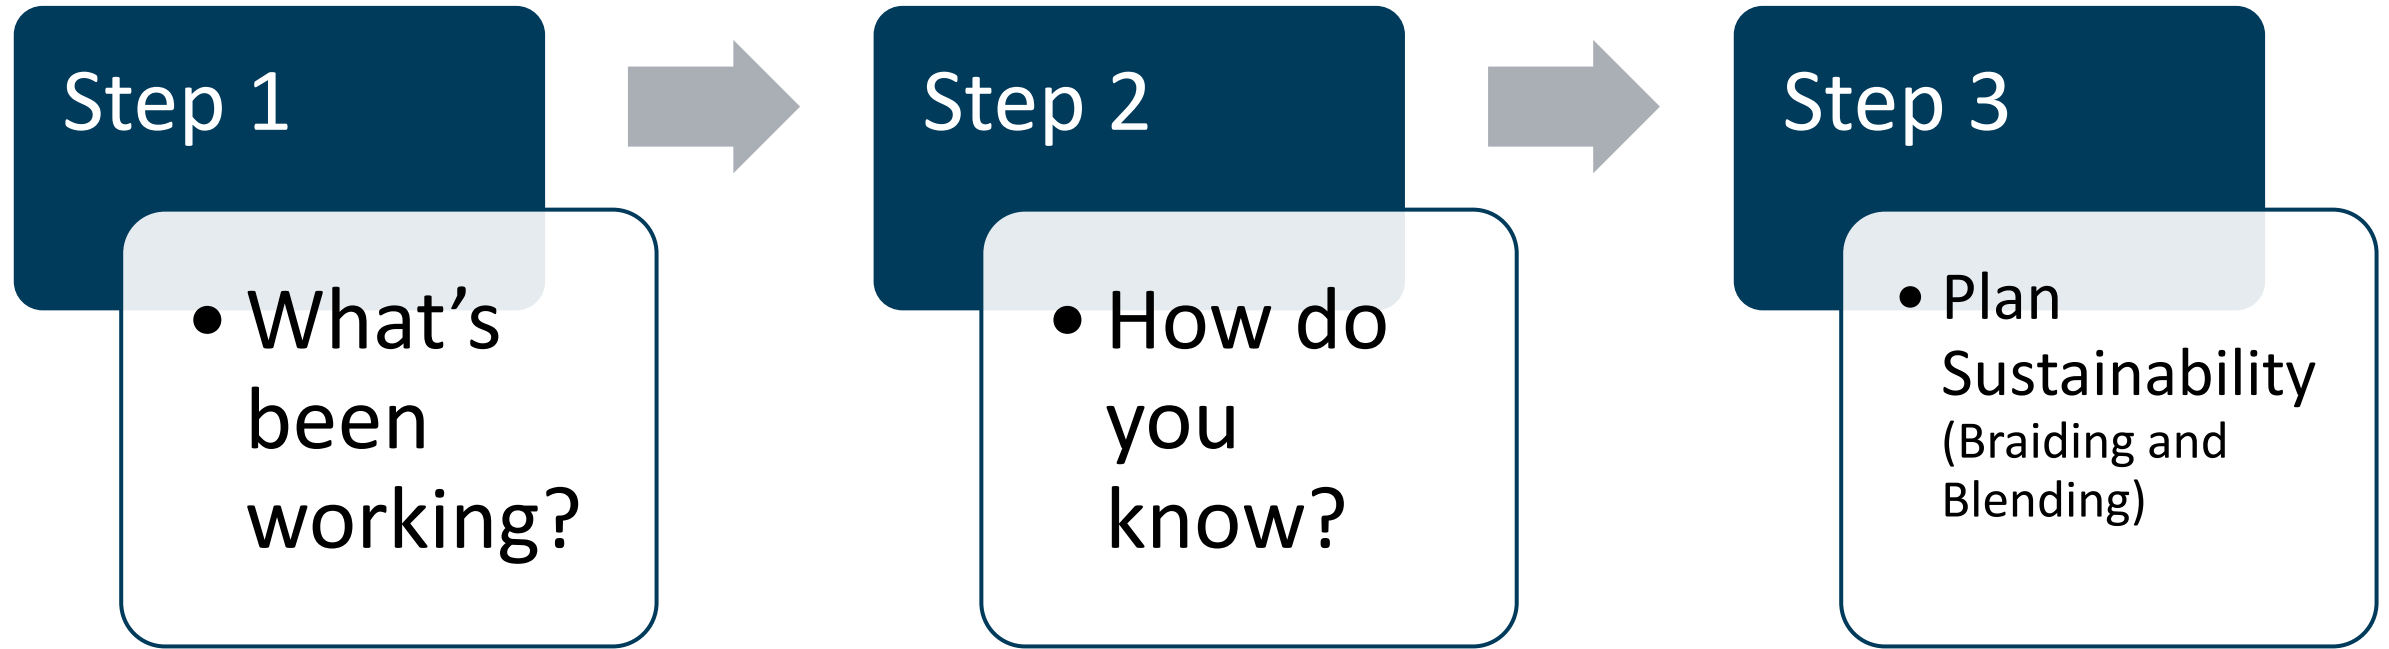 Step 1
• What’s
been
working?
Step 2
• How do
you
know?
Step 3
• Plan
Sustainability
(Braiding and
Blending)